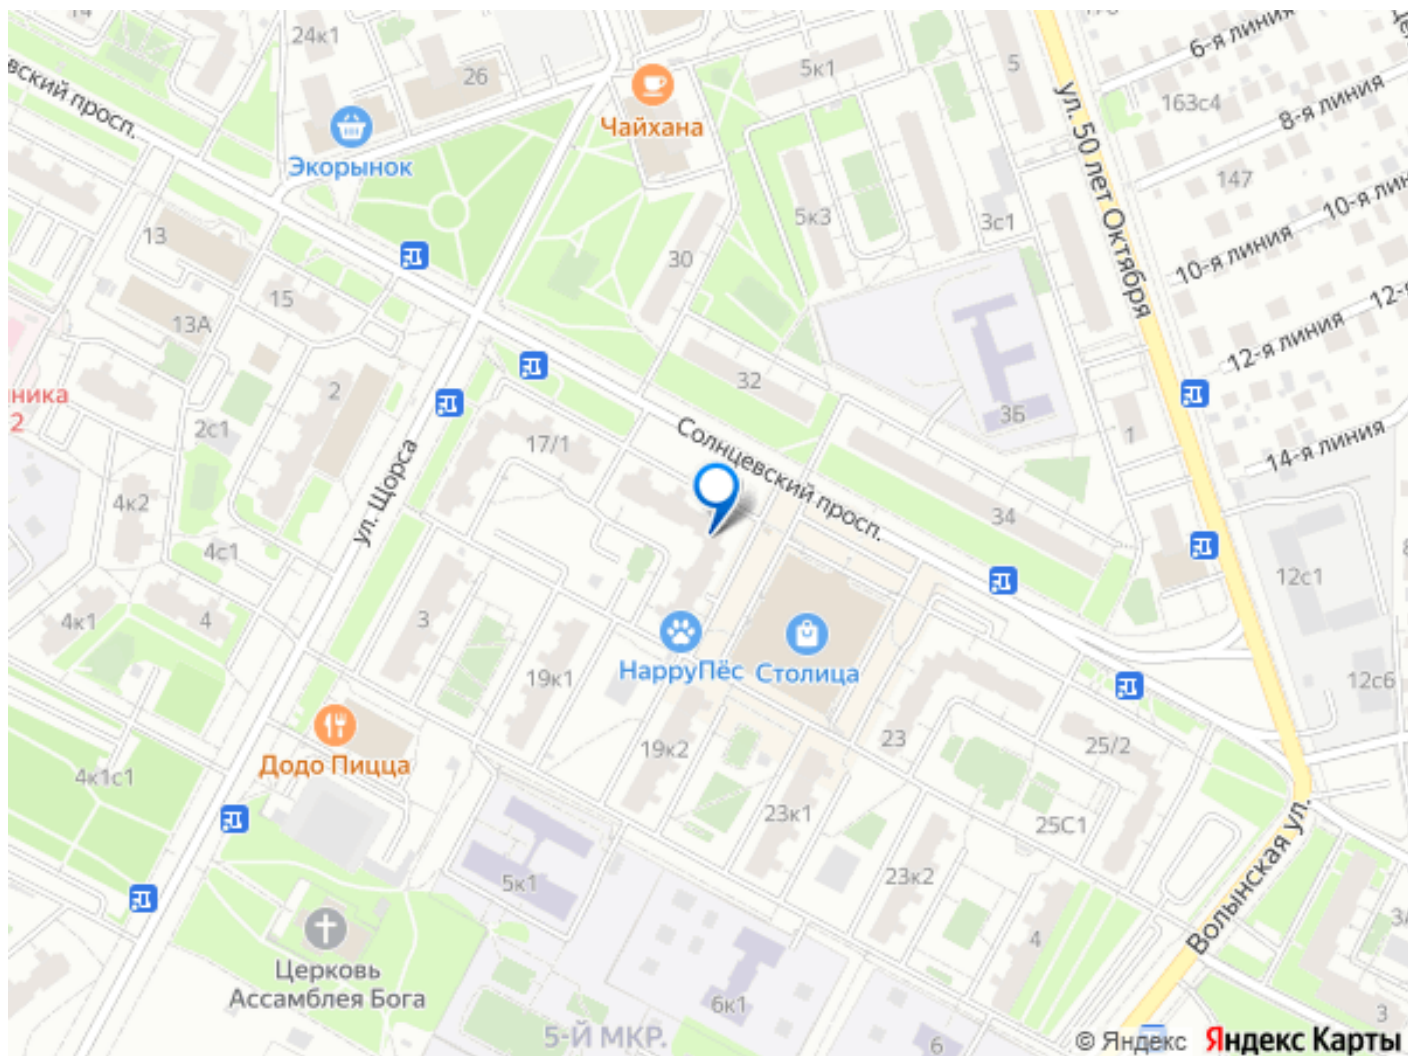 14
24к1
26
5к1
5
6-я линия
163с4
8-я линия
Чайхана
ул. 50 лет Октября
Экорынок
147
10-я лин
вский просп.
5к3
3с1
13
30
10-я линия
12-я
15
13А
12-я линия
32
2
ника
2
3Б
1
14-я линия
2с1
17/1
Солнцевский просп.
4к2
ул. Щорса
34
4с1
12с1
4к1
4
3
НарруПёс
Столица
19к1
12с6
Додо Пицца
19к2
23
25/2
4к1с1
23к1
25С1
Волынская ул.
5к1
23к2
4
3А
Церковь
Ассамблея Бога
6к1
5-Й МКР.
6
3
© Яндекс Яндекс Карты